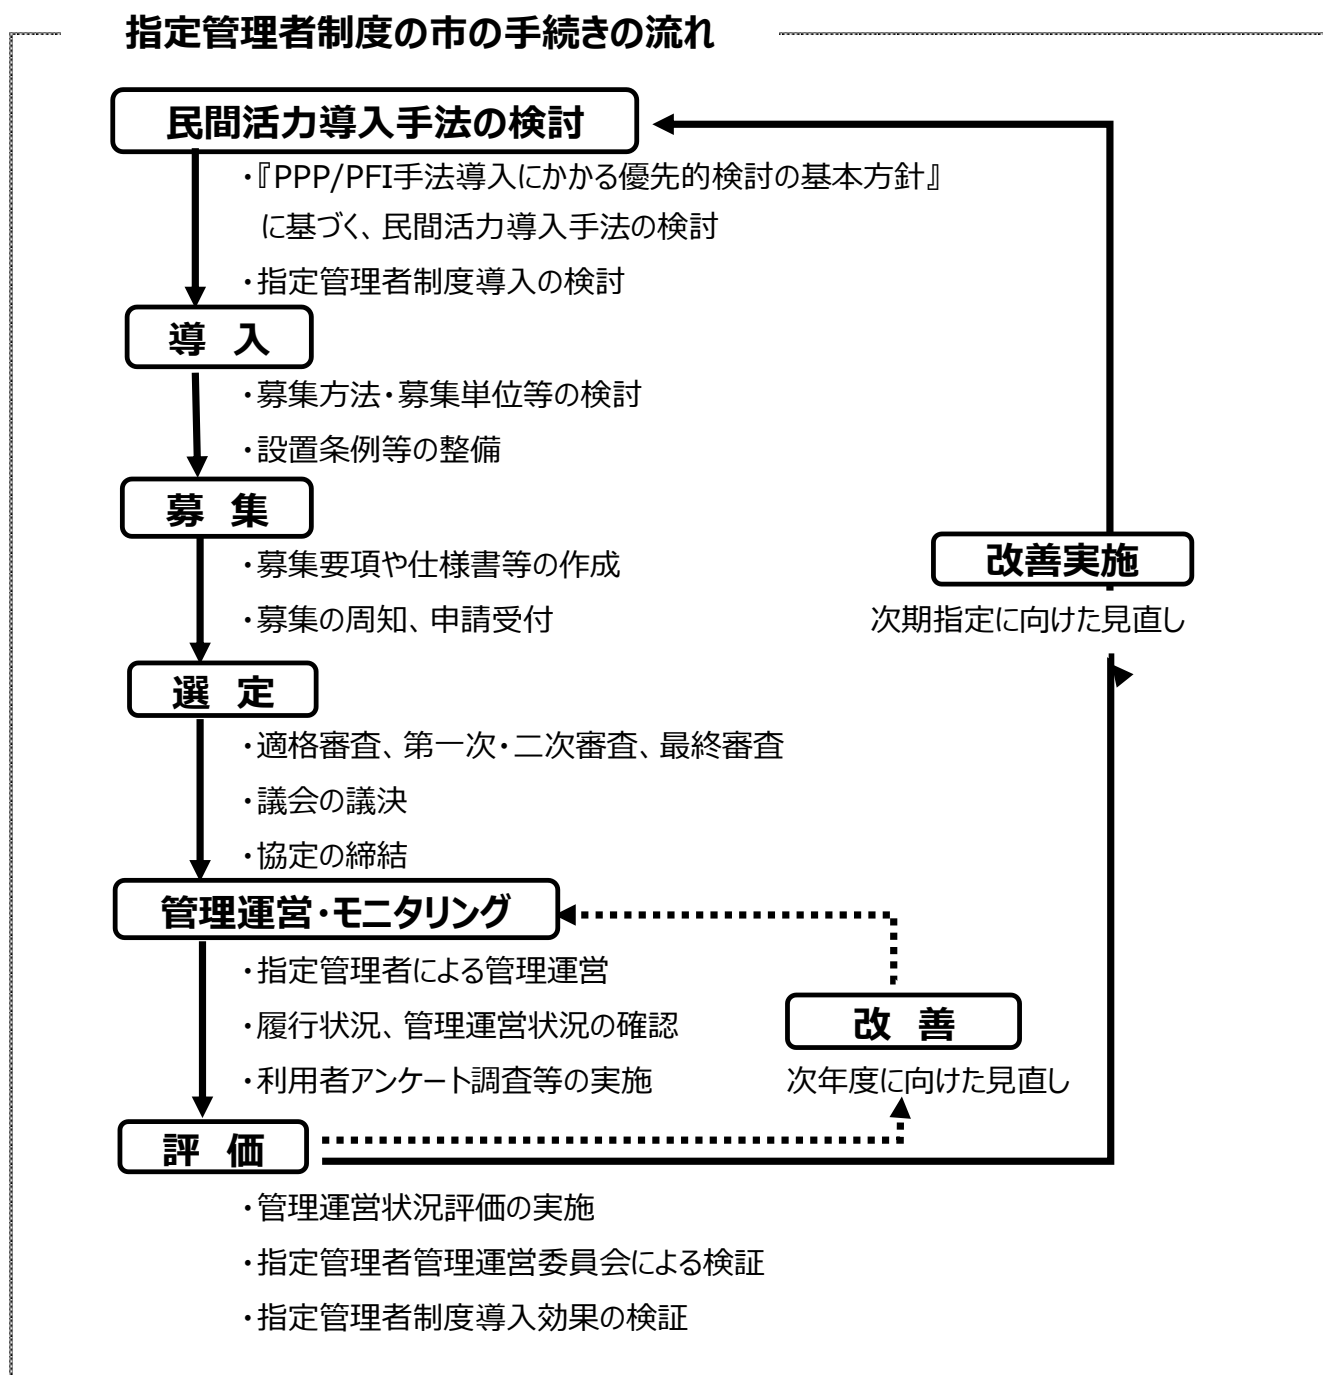 指定管理者制度の市の手続きの流れ
民間活力導入手法の検討
・『PPP/PFI手法導入にかかる優先的検討の基本方針』
に基づく、民間活力導入手法の検討
・指定管理者制度導入の検討
導 入
・募集方法・募集単位等の検討
・設置条例等の整備
募 集
・募集要項や仕様書等の作成
・募集の周知、申請受付
改善実施
次期指定に向けた見直し
選 定
・適格審査、第一次・二次審査、最終審査
・議会の議決
・協定の締結
管理運営・モニタリング
・指定管理者による管理運営
・履行状況、管理運営状況の確認
・利用者アンケート調査等の実施
改 善
次年度に向けた見直し
評 価
・管理運営状況評価の実施
・指定管理者管理運営委員会による検証
・指定管理者制度導入効果の検証